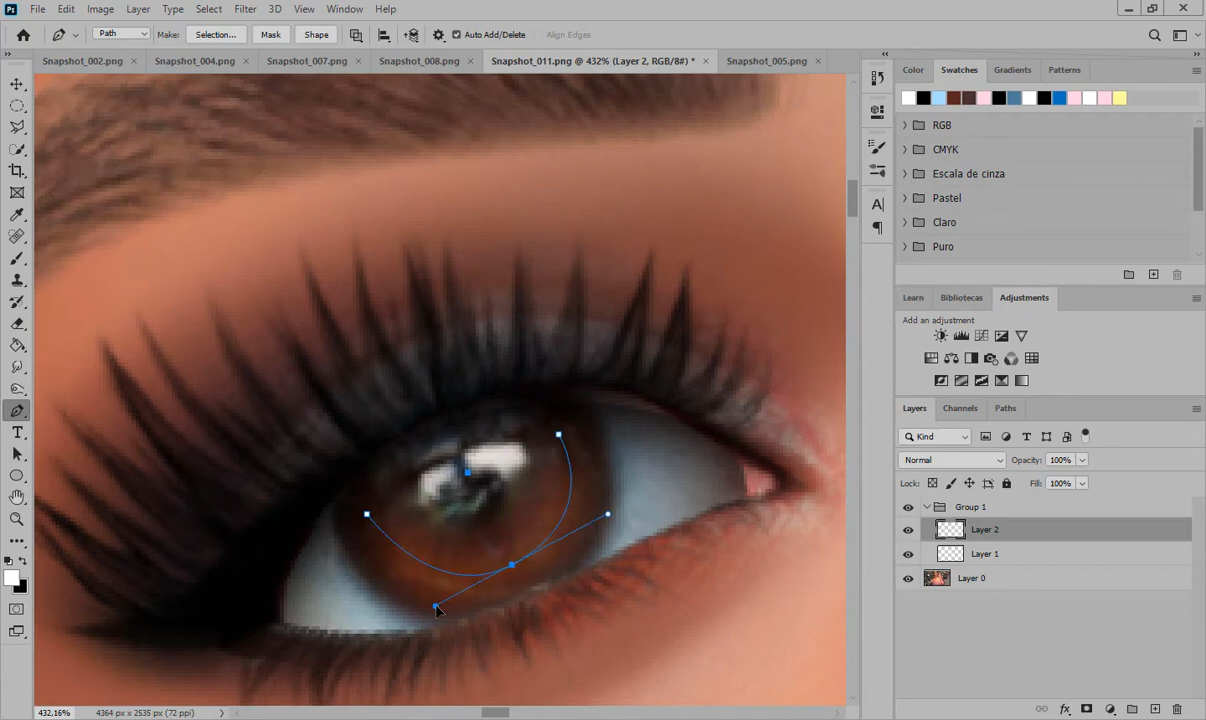 Ps File Edit Image Layer Type Select Filter 3D View Window Help
Path Make: Selection... Mask Shape Auto Add/Delete Align Edges
Snapshot_002.png × Snapshot_004.png × Snapshot_007.png × Snapshot_008.png × Snapshot_011.png @ 432% (Layer 2, RGB/8#) * × Snapshot_005.png ×
Color Swatches Gradients Patterns
RGB
CMYK
Escala de cinza
Pastel
Claro
Puro
Learn Bibliotecas Adjustments
Add an adjustment
Layers Channels Paths
Kind
Normal Opacity: 100%
Lock: Fill: 100%
Group 1
Layer 2
Layer 1
Layer 0
432,16% 4364 px x 2535 px (72 ppi)